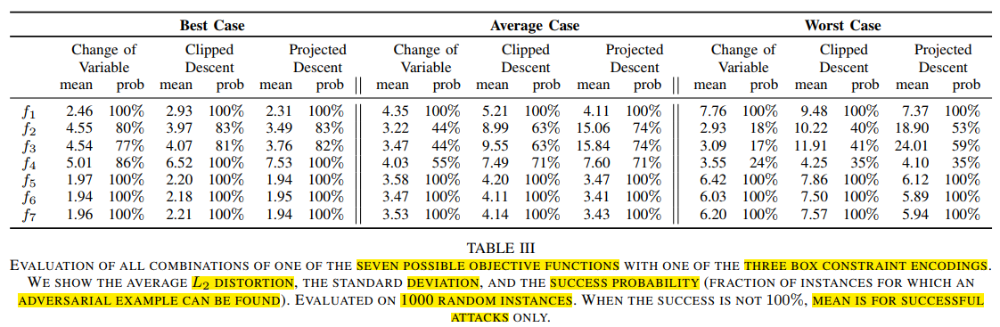 Best Case Average Case Worst Case
Change of Clipped Projected Change of Clipped Projected Change of Clipped Projected
Variable Descent Descent Variable Descent Descent Variable Descent Descent
mean prob mean prob mean prob || mean prob mean prob mean prob || mean prob mean prob mean prob
f1 2.46 100% 2.93 100% 2.31 100% 4.35 100% 5.21 100% 4.11 100% 7.76 100% 9.48 100% 7.37 100%
f2 4.55 80% 3.97 83% 3.49 83% 3.22 44% 8.99 63% 15.06 74% 2.93 18% 10.22 40% 18.90 53%
f3 4.54 77% 4.07 81% 3.76 82% 3.47 44% 9.55 63% 15.84 74% 3.09 17% 11.91 41% 24.01 59%
f4 5.01 86% 6.52 100% 7.53 100% 4.03 55% 7.49 71% 7.60 71% 3.55 24% 4.25 35% 4.10 35%
f5 1.97 100% 2.20 100% 1.94 100% 3.58 100% 4.20 100% 3.47 100% 6.42 100% 7.86 100% 6.12 100%
f6 1.94 100% 2.18 100% 1.95 100% 3.47 100% 4.11 100% 3.41 100% 6.03 100% 7.50 100% 5.89 100%
f7 1.96 100% 2.21 100% 1.94 100% 3.53 100% 4.14 100% 3.43 100% 6.20 100% 7.57 100% 5.94 100%
TABLE III
EVALUATION OF ALL COMBINATIONS OF ONE OF THE SEVEN POSSIBLE OBJECTIVE FUNCTIONS WITH ONE OF THE THREE BOX CONSTRAINT ENCODINGS.
WE SHOW THE AVERAGE L2 DISTORTION, THE STANDARD DEVIATION, AND THE SUCCESS PROBABILITY (FRACTION OF INSTANCES FOR WHICH AN
ADVERSARIAL EXAMPLE CAN BE FOUND). EVALUATED ON 1000 RANDOM INSTANCES. WHEN THE SUCCESS IS NOT 100%, MEAN IS FOR SUCCESSFUL
ATTACKS ONLY.